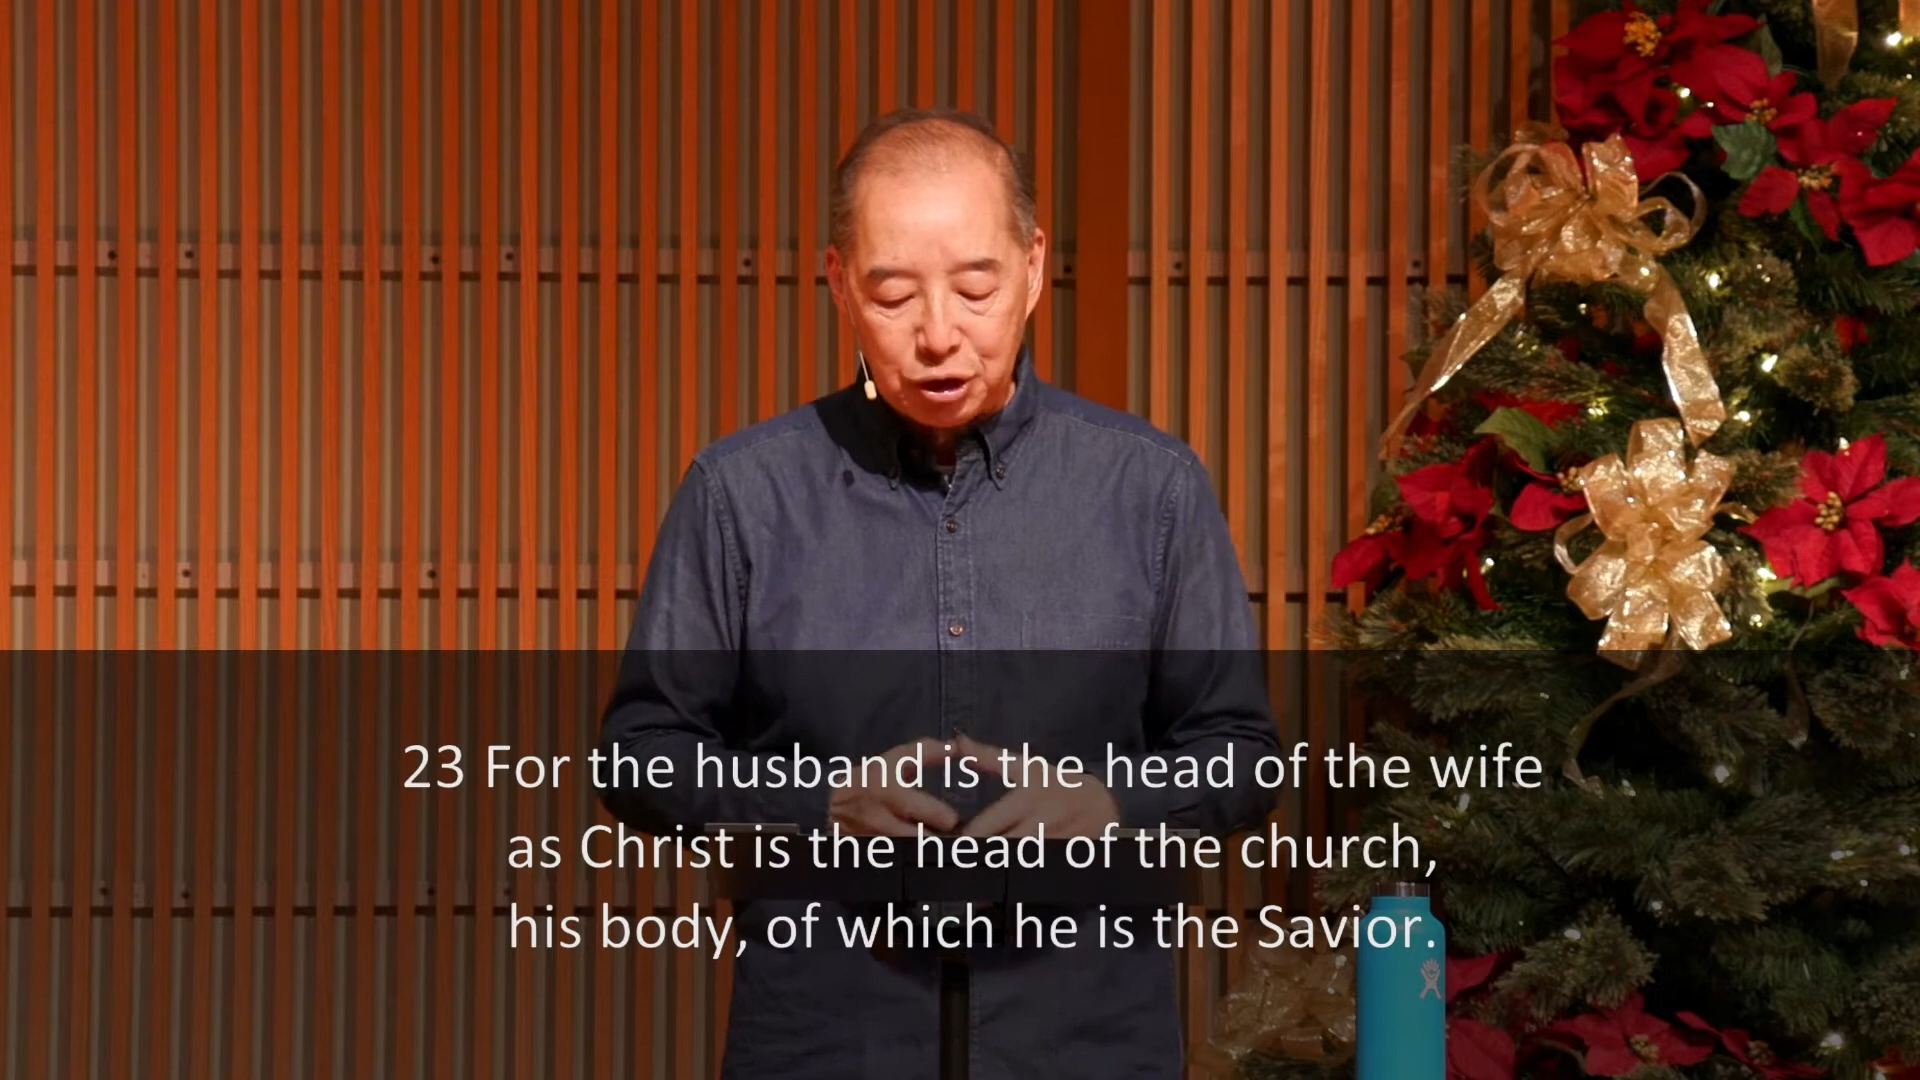 23 For the husband is the head of the wife
as Christ is the head of the church,
his body, of which he is the Savior.